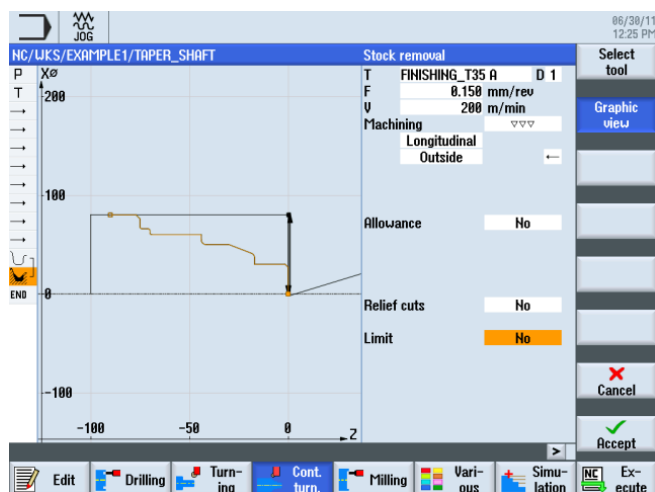 JOG
06/30/11
12:25 PM
NC/WKS/EXAMPLE1/TAPER_SHAFT
Stock removal
Select
tool
P
XØ
T
200
100
0
-100
-100
-50
0
Z
END
T FINISHING_T35 A D 1
F 0.150 mm/rev
V 200 m/min
Machining ▽▽▽
Longitudinal
Outside ←
Allowance No
Relief cuts No
Limit No
Graphic
view
Cancel
Accept
>
Edit
Drilling
Turn-
ing
Cont.
turn.
Milling
Vari-
ous
Simu-
lation
NC
Ex-
ecute